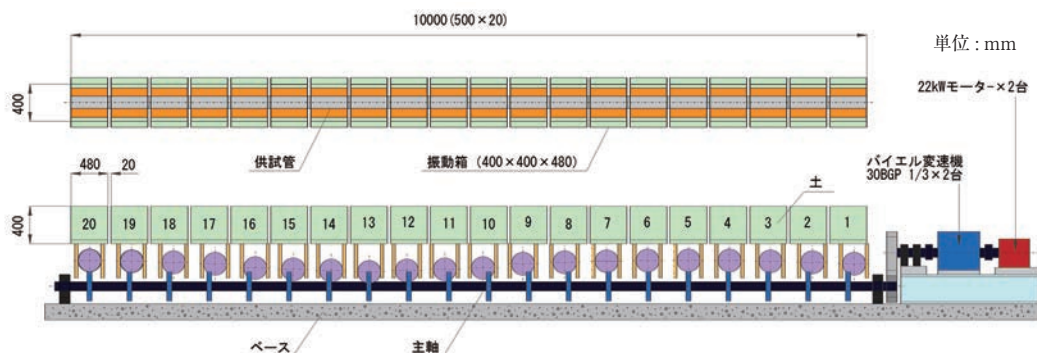 10000(500×20)
単位：mm
400
22kWモーター×2台
供試管
振動箱 (400×400×480)
バイエル変速機
30BGP 1/3×2台
480
20
土
400
20 19 18 17 16 15 14 13 12 11 10 9 8 7 6 5 4 3 2 1
ベース
主軸